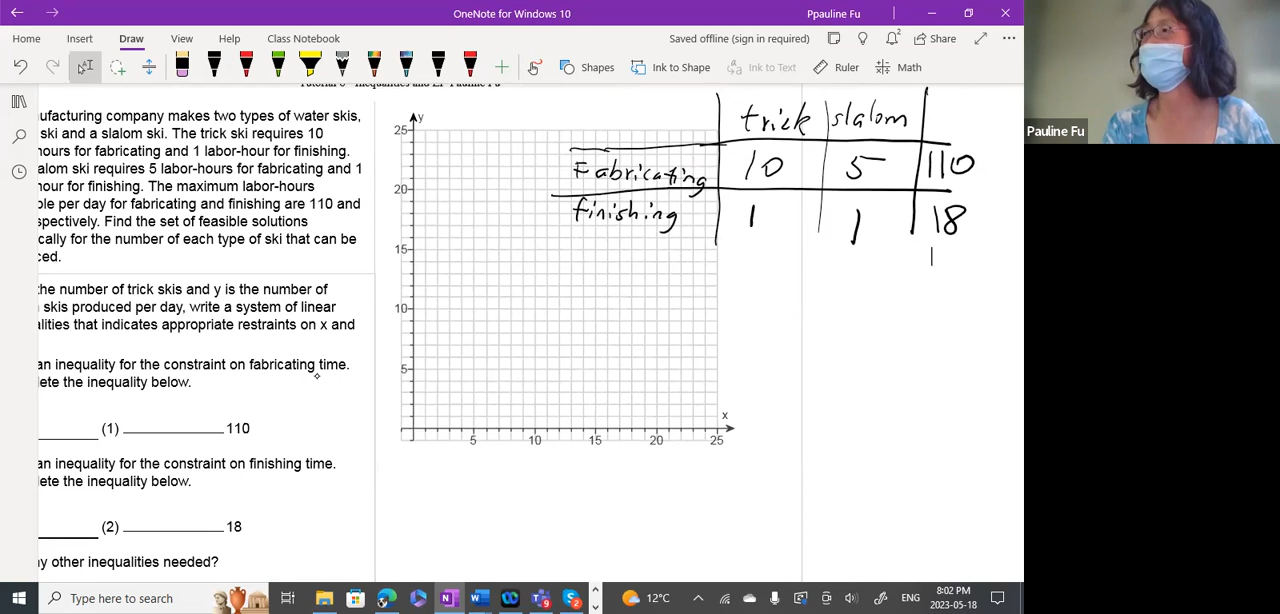 OneNote for Windows 10
Ppauline Fu
Home Insert Draw View Help Class Notebook
Saved offline (sign in required)
Share
Shapes
Ink to Shape
Ink to Text
Ruler
Math
ufacturing company makes two types of water skis,
ski and a slalom ski. The trick ski requires 10
hours for fabricating and 1 labor-hour for finishing.
alom ski requires 5 labor-hours for fabricating and 1
hour for finishing. The maximum labor-hours
ble per day for fabricating and finishing are 110 and
spectively. Find the set of feasible solutions
ically for the number of each type of ski that can be
ced.
the number of trick skis and y is the number of
skis produced per day, write a system of linear
alities that indicates appropriate restraints on x and
an inequality for the constraint on fabricating time.
ete the inequality below.
(1) 110
an inequality for the constraint on finishing time.
ete the inequality below.
(2) 18
ny other inequalities needed?
y
25
20
15
10
5
5 10 15 20 25
x
trick slalom
Fabricating 10 5 110
finishing 1 1 18
Pauline Fu
Type here to search
12°C
ENG
8:02 PM
2023-05-18